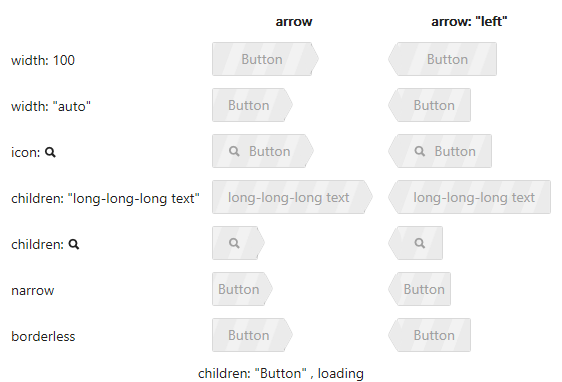 arrow arrow: "left"
width: 100 Button Button
width: "auto" Button Button
icon: Button Button
children: "long-long-long text" long-long-long text long-long-long text
children:
narrow Button Button
borderless Button Button
children: "Button" , loading